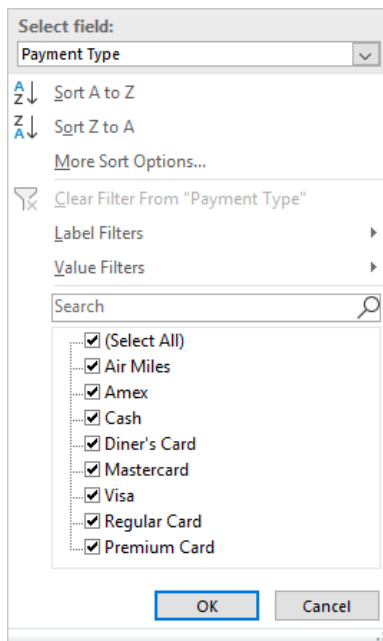 Select field:
Payment Type
A Z Sort A to Z
Z A Sort Z to A
More Sort Options...
Clear Filter From "Payment Type"
Label Filters
Value Filters
Search
(Select All)
Air Miles
Amex
Cash
Diner's Card
Mastercard
Visa
Regular Card
Premium Card
OK Cancel